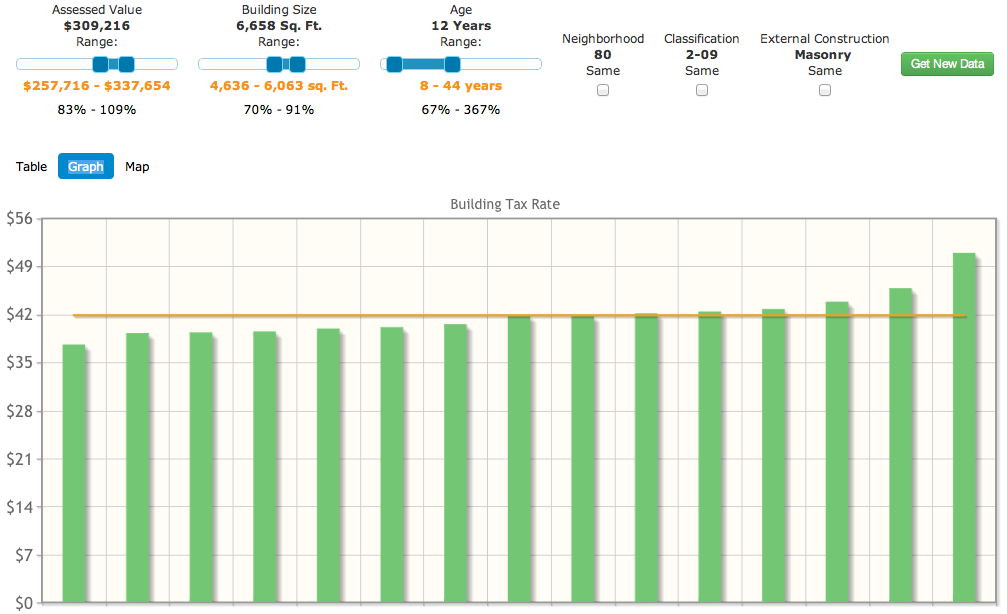 Assessed Value
$309,216
Range:
$257,716 - $337,654
83% - 109%
Building Size
6,658 Sq. Ft.
Range:
4,636 - 6,063 sq. Ft.
70% - 91%
Age
12 Years
Range:
8 - 44 years
67% - 367%
Neighborhood
80
Same
Classification
2-09
Same
External Construction
Masonry
Same
Get New Data
Table Graph Map
Building Tax Rate
$56
$49
$42
$35
$28
$21
$14
$7
$0